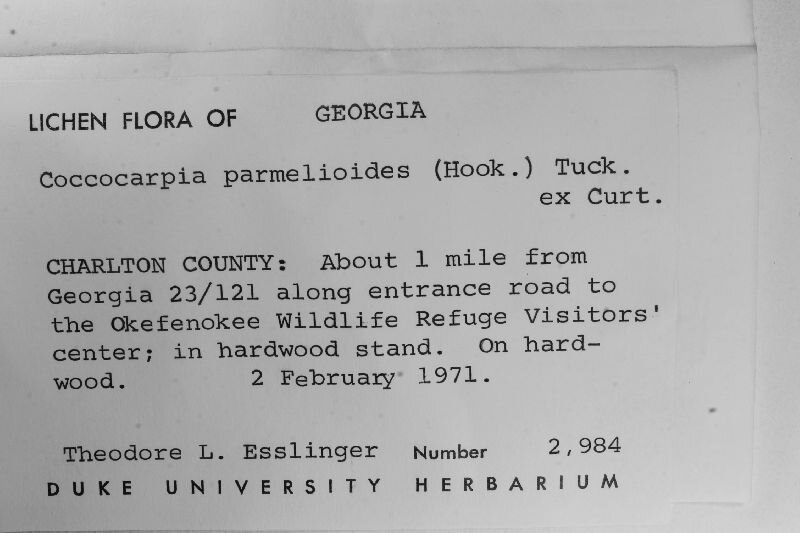 LICHEN FLORA OF GEORGIA
Coccocarpia parmelioides (Hook.) Tuck.
ex Curt.
CHARLTON COUNTY: About 1 mile from
Georgia 23/121 along entrance road to
the Okefenokee Wildlife Refuge Visitors'
center; in hardwood stand. On hard-
wood. 2 February 1971.
Theodore L. Esslinger Number 2,984
DUKE UNIVERSITY HERBARIUM